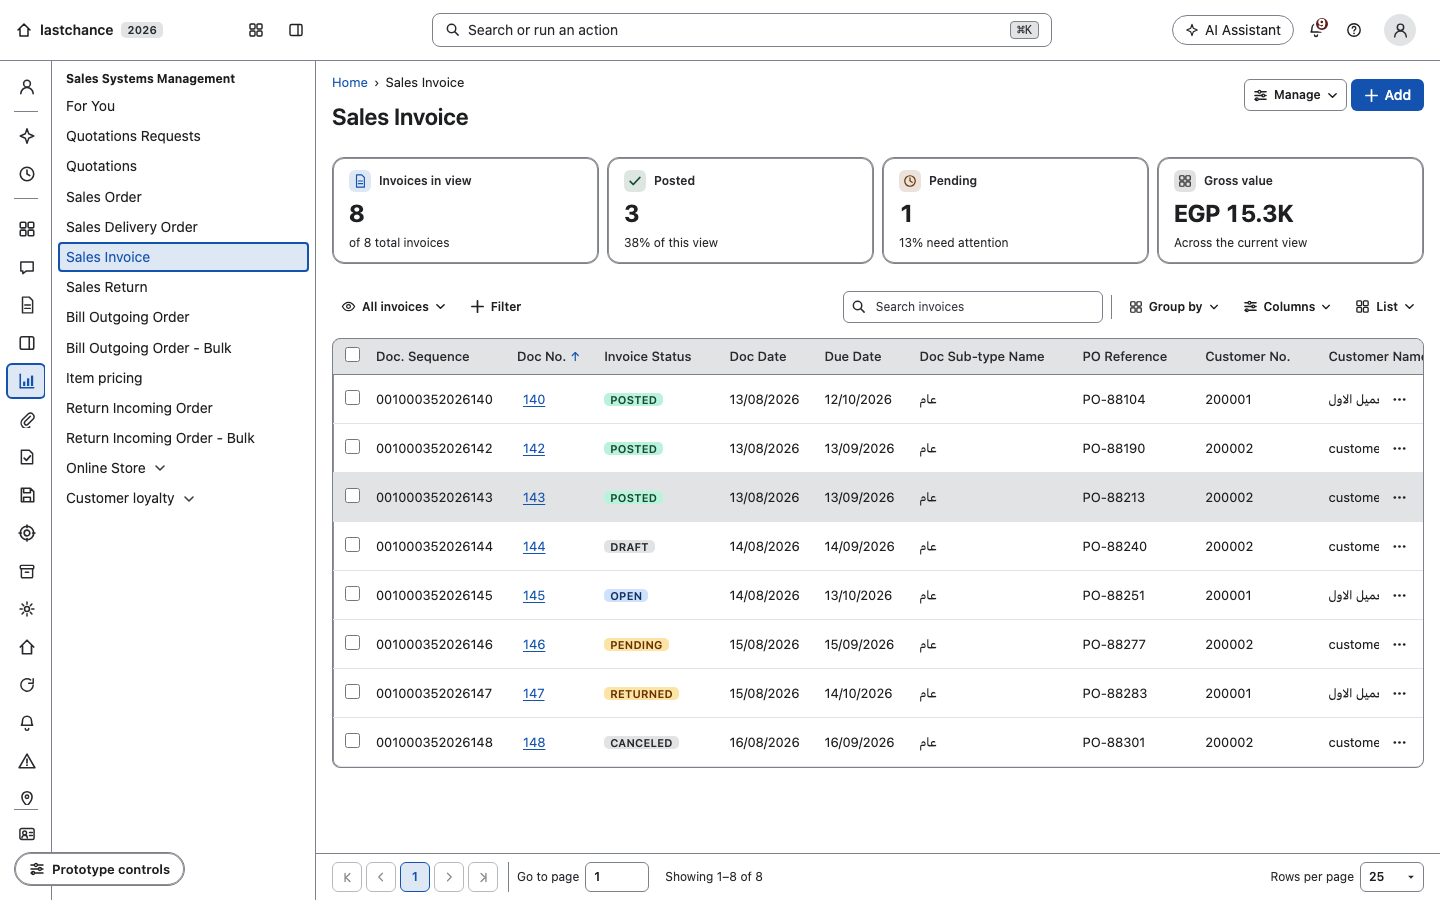 lastchance 2026
Search or run an action ⌘K
AI Assistant 9
Sales Systems Management
For You
Quotations Requests
Quotations
Sales Order
Sales Delivery Order
Sales Invoice
Sales Return
Bill Outgoing Order
Bill Outgoing Order - Bulk
Item pricing
Return Incoming Order
Return Incoming Order - Bulk
Online Store
Customer loyalty
Prototype controls
Home › Sales Invoice
Sales Invoice
Manage Add
Invoices in view
8
of 8 total invoices
Posted
3
38% of this view
Pending
1
13% need attention
Gross value
EGP 15.3K
Across the current view
All invoices Filter Search invoices Group by Columns List
Doc. Sequence Doc No. ↑ Invoice Status Doc Date Due Date Doc Sub-type Name PO Reference Customer No. Customer Name
001000352026140 140 POSTED 13/08/2026 12/10/2026 عام PO-88104 200001 عميل الاول ...
001000352026142 142 POSTED 13/08/2026 13/09/2026 عام PO-88190 200002 custome ...
001000352026143 143 POSTED 13/08/2026 13/09/2026 عام PO-88213 200002 custome ...
001000352026144 144 DRAFT 14/08/2026 14/09/2026 عام PO-88240 200002 custome ...
001000352026145 145 OPEN 14/08/2026 13/10/2026 عام PO-88251 200001 عميل الاول ...
001000352026146 146 PENDING 15/08/2026 15/09/2026 عام PO-88277 200002 custome ...
001000352026147 147 RETURNED 15/08/2026 14/10/2026 عام PO-88283 200001 عميل الاول ...
001000352026148 148 CANCELED 16/08/2026 16/09/2026 عام PO-88301 200002 custome ...
1 Go to page 1 Showing 1–8 of 8 Rows per page 25